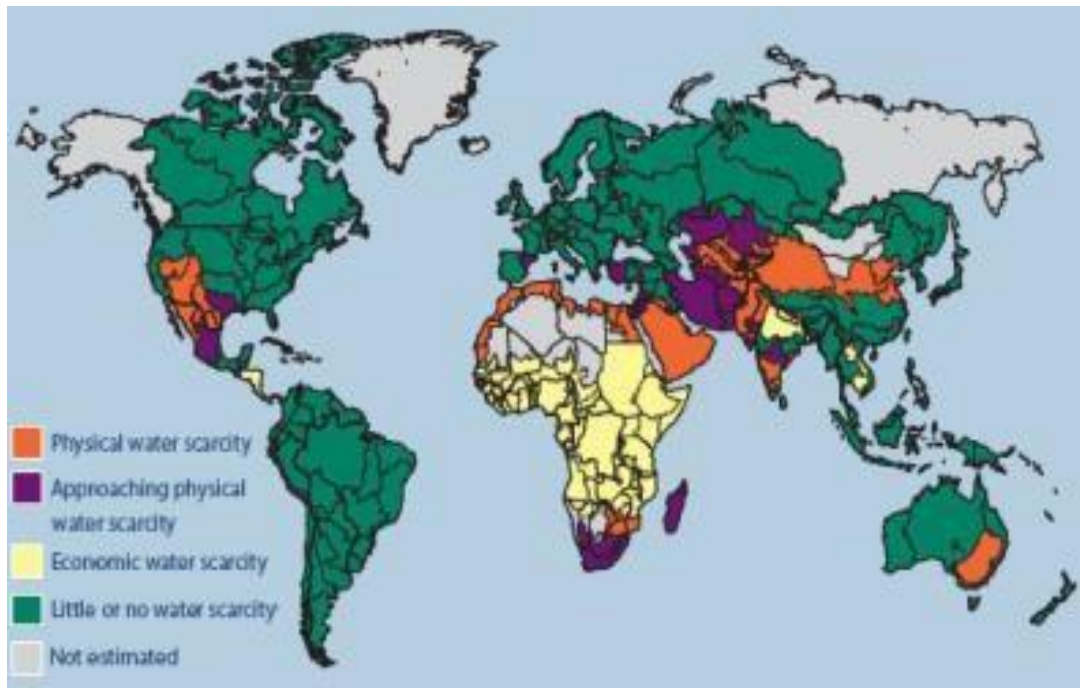 Physical water scarcity
Approaching physical
water scarcity
Economic water scarcity
Little or no water scarcity
Not estimated